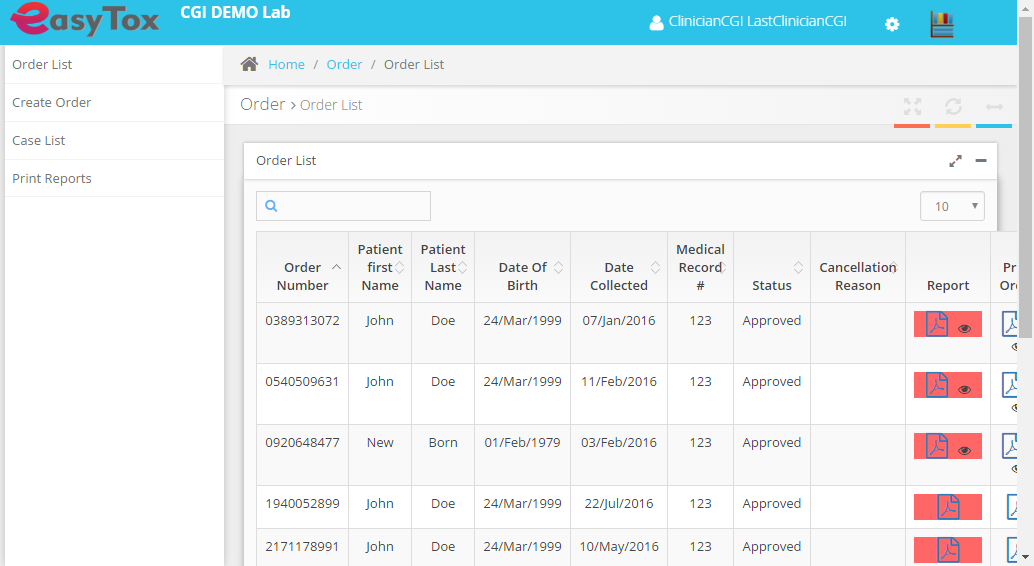 easyTox
CGI DEMO Lab
ClinicianCGI LastClinicianCGI
Order List
Create Order
Case List
Print Reports
Home / Order / Order List
Order > Order List
Order List
10
Order Number
Patient first Name
Patient Last Name
Date Of Birth
Date Collected
Medical Record #
Status
Cancellation Reason
Report
0389313072 John Doe 24/Mar/1999 07/Jan/2016 123 Approved
0540509631 John Doe 24/Mar/1999 11/Feb/2016 123 Approved
0920648477 New Born 01/Feb/1979 03/Feb/2016 123 Approved
1940052899 John Doe 24/Mar/1999 22/Jul/2016 123 Approved
2171178991 John Doe 24/Mar/1999 10/May/2016 123 Approved